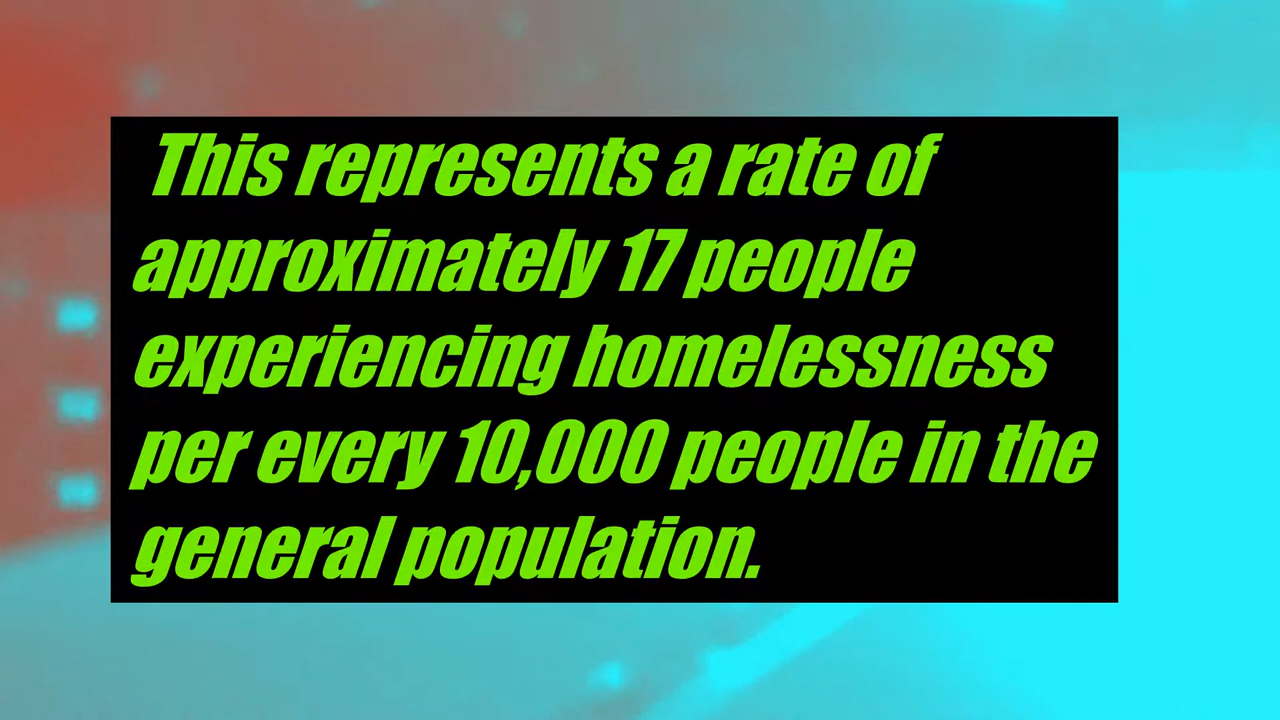 This represents a rate of
approximately 17 people
experiencing homelessness
per every 10,000 people in the
general population.